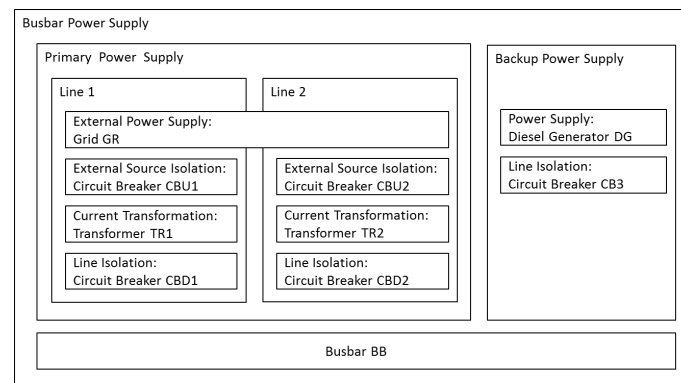 Busbar Power Supply
Primary Power Supply
Line 1
Line 2
External Power Supply:
Grid GR
External Source Isolation:
Circuit Breaker CBU1
Current Transformation:
Transformer TR1
Line Isolation:
Circuit Breaker CBD1
External Source Isolation:
Circuit Breaker CBU2
Current Transformation:
Transformer TR2
Line Isolation:
Circuit Breaker CBD2
Backup Power Supply
Power Supply:
Diesel Generator DG
Line Isolation:
Circuit Breaker CB3
Busbar BB